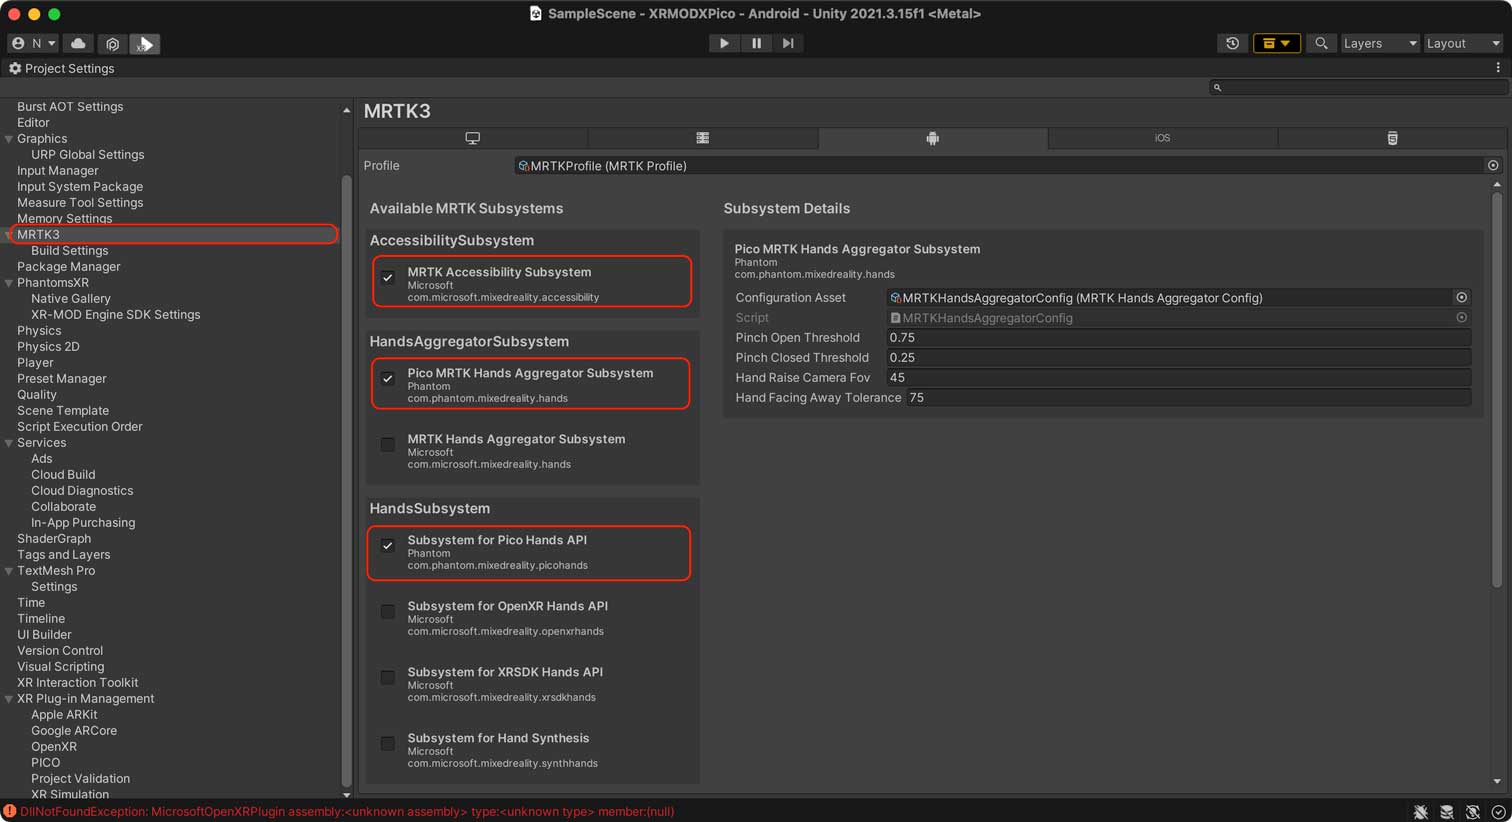 SampleScene - XRMODXPico - Android - Unity 2021.3.15f1 <Metal>
N
Layers
Layout
Project Settings
Burst AOT Settings
Editor
Graphics
URP Global Settings
Input Manager
Input System Package
Measure Tool Settings
Memory Settings
MRTK3
Build Settings
Package Manager
PhantomsXR
Native Gallery
XR-MOD Engine SDK Settings
Physics
Physics 2D
Player
Preset Manager
Quality
Scene Template
Script Execution Order
Services
Ads
Cloud Build
Cloud Diagnostics
Collaborate
In-App Purchasing
ShaderGraph
Tags and Layers
TextMesh Pro
Settings
Time
Timeline
UI Builder
Version Control
Visual Scripting
XR Interaction Toolkit
XR Plug-in Management
Apple ARKit
Google ARCore
OpenXR
PICO
Project Validation
XR Simulation
MRTK3
iOS
Profile
MRTKProfile (MRTK Profile)
Available MRTK Subsystems
AccessibilitySubsystem
MRTK Accessibility Subsystem
Microsoft
com.microsoft.mixedreality.accessibility
HandsAggregatorSubsystem
Pico MRTK Hands Aggregator Subsystem
Phantom
com.phantom.mixedreality.hands
MRTK Hands Aggregator Subsystem
Microsoft
com.microsoft.mixedreality.hands
HandsSubsystem
Subsystem for Pico Hands API
Phantom
com.phantom.mixedreality.picohands
Subsystem for OpenXR Hands API
Microsoft
com.microsoft.mixedreality.openxrhands
Subsystem for XRSDK Hands API
Microsoft
com.microsoft.mixedreality.xrsdkhands
Subsystem for Hand Synthesis
Microsoft
com.microsoft.mixedreality.synthhands
Subsystem Details
Pico MRTK Hands Aggregator Subsystem
Phantom
com.phantom.mixedreality.hands
Configuration Asset MRTKHandsAggregatorConfig (MRTK Hands Aggregator Config)
Script MRTKHandsAggregatorConfig
Pinch Open Threshold 0.75
Pinch Closed Threshold 0.25
Hand Raise Camera Fov 45
Hand Facing Away Tolerance 75
DllNotFoundException: MicrosoftOpenXRPlugin assembly:<unknown assembly> type:<unknown type> member:(null)